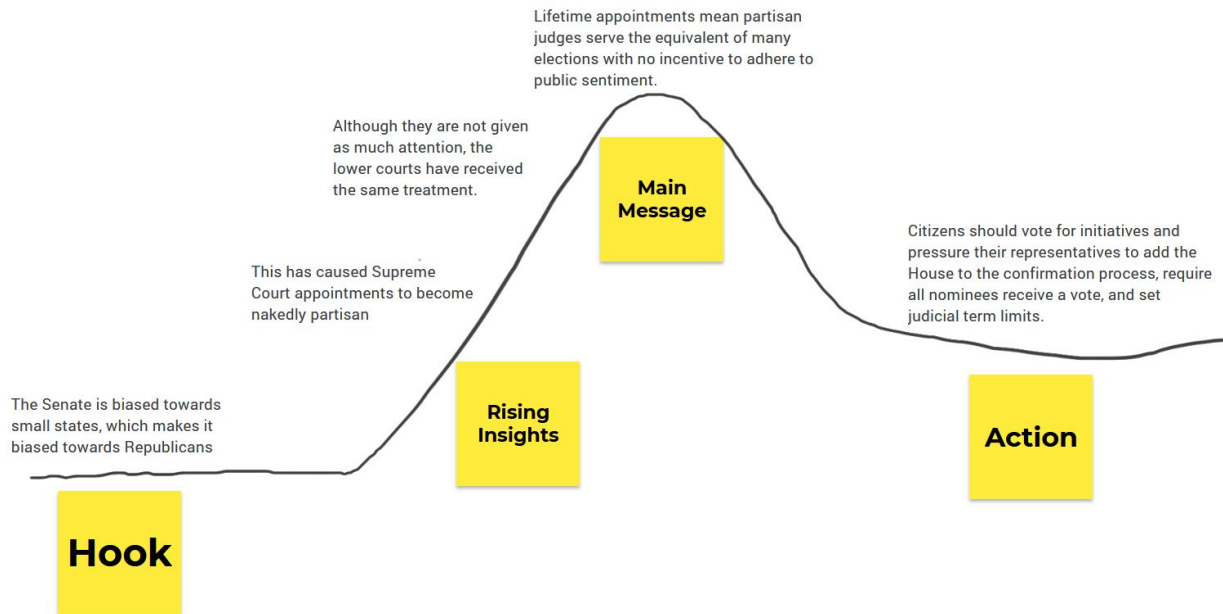 Lifetime appointments mean partisan
judges serve the equivalent of many
elections with no incentive to adhere to
public sentiment.
Although they are not given
as much attention, the
lower courts have received
the same treatment.
Main
Message
Citizens should vote for initiatives and
pressure their representatives to add the
House to the confirmation process, require
all nominees receive a vote, and set
judicial term limits.
This has caused Supreme
Court appointments to become
nakedly partisan
The Senate is biased towards
small states, which makes it
biased towards Republicans
Rising
Insights
Action
Hook